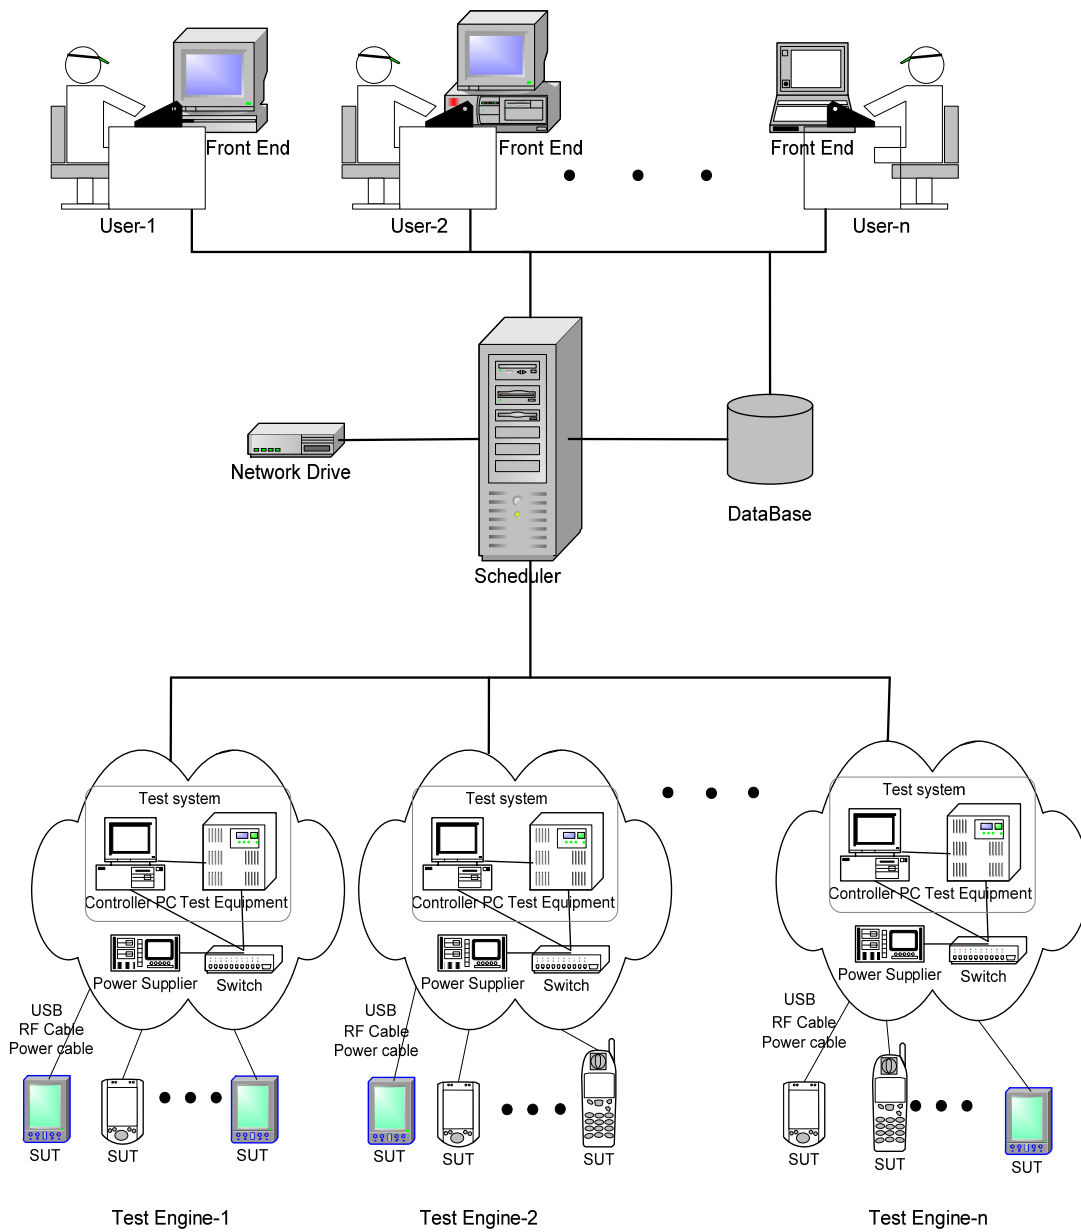 Front End
Front End
Front End
User-1
User-2
User-n
Network Drive
DataBase
Scheduler
Test system
Controller PC
Test Equipment
Power Supplier
Switch
USB
RF Cable
Power cable
SUT
SUT
SUT
Test Engine-1
Test system
Controller PC
Test Equipment
Power Supplier
Switch
USB
RF Cable
Power cable
SUT
SUT
SUT
Test Engine-2
Test system
Controller PC
Test Equipment
Power Supplier
Switch
USB
RF Cable
Power cable
SUT
SUT
SUT
Test Engine-n